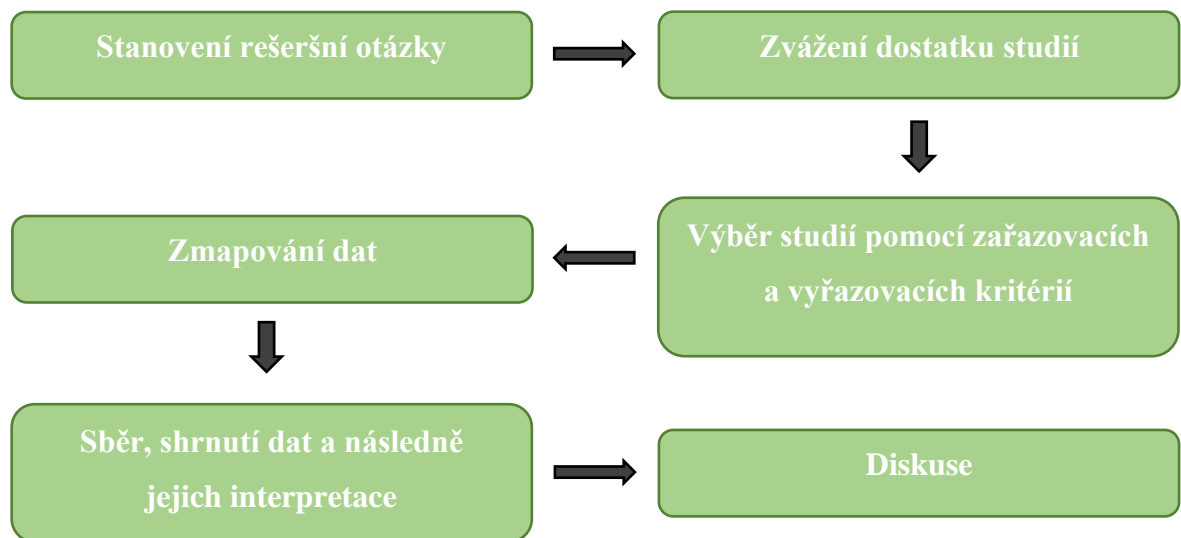 Stanovení rešeršní otázky
Zvážení dostatku studií
Výběr studií pomocí zařazovacích
a vyřazovacích kritérií
Zmapování dat
Sběr, shrnutí dat a následně
jejich interpretace
Diskuse